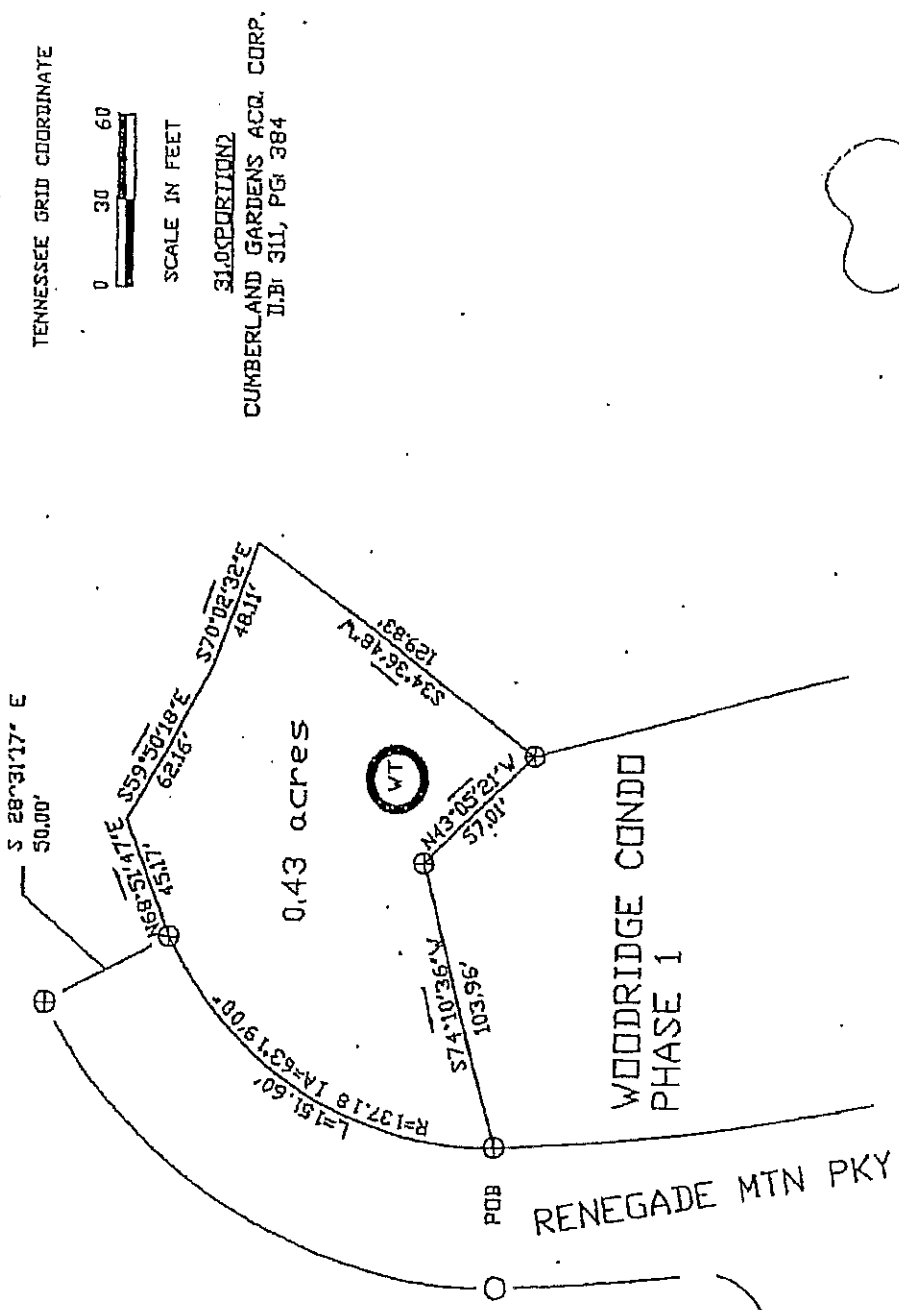 TENNESSEE GRID COORDINATE
0 30 60
SCALE IN FEET
31.0(PORTION)
CUMBERLAND GARDENS ACQ. CORP.
D.B: 311, PG: 384
S 28°31'17" E
50.00'
N68°51'47"E
45.17'
S59°50'18"E
62.16'
S70°02'32"E
48.11'
S34°36'48"W
129.83'
0.43 acres
WT
N43°05'21"W
57.01'
S74°10'36"W
103.96'
L=151.60'
R=137.18 IA=63°19'00"
POB
WOODRIDGE CONDO
PHASE 1
RENEGADE MTN PKY